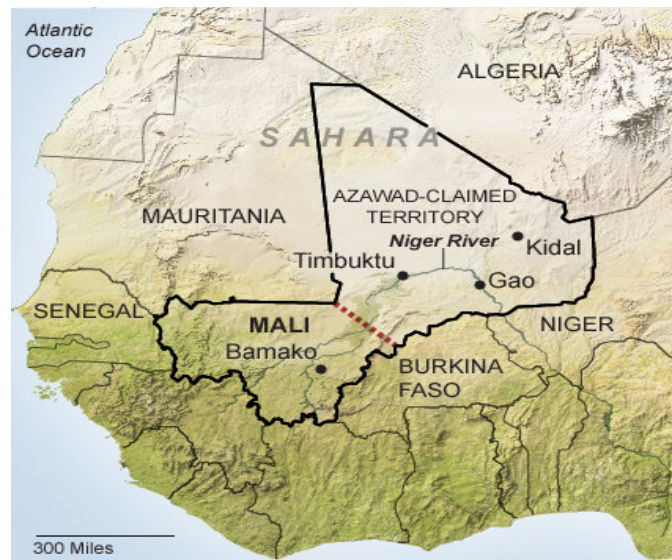 Atlantic
Ocean
ALGERIA
SAHARA
AZAWAD-CLAIMED
TERRITORY
MAURITANIA
Niger River
Kidal
Timbuktu
Gao
SENEGAL
MALI
NIGER
Bamako
BURKINA
FASO
300 Miles